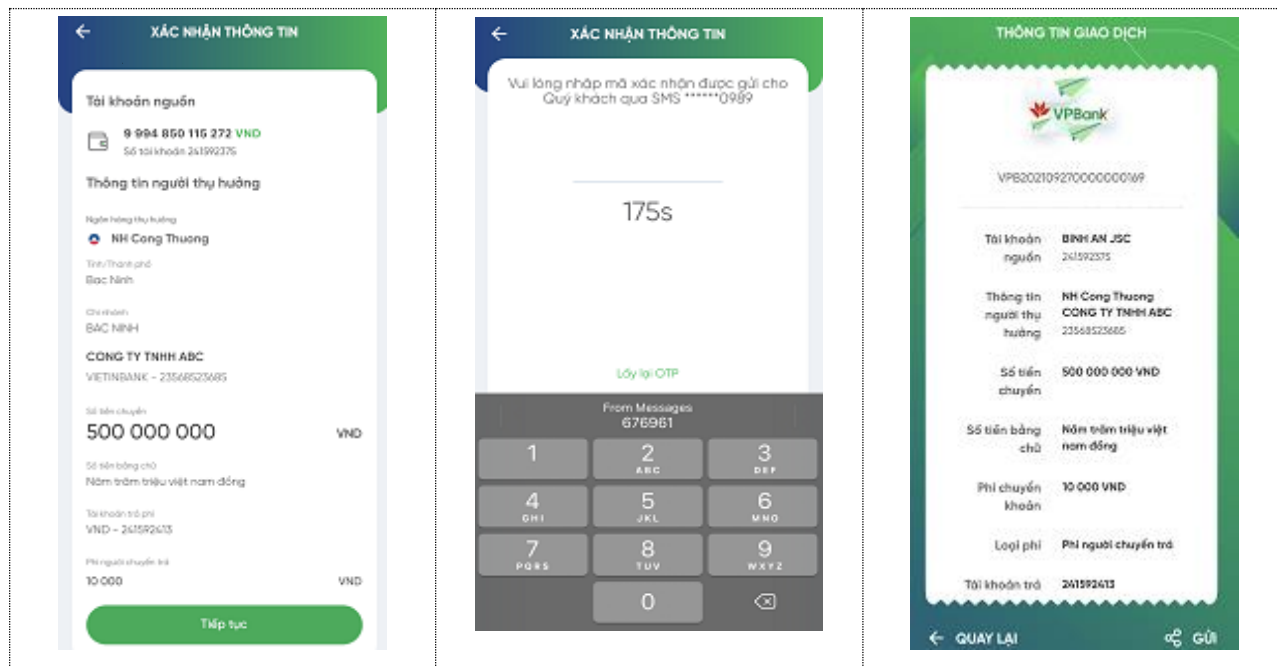 XÁC NHẬN THÔNG TIN
Tài khoản nguồn
9 994 850 115 272 VND
Số tài khoản 241592375
Thông tin người thụ hưởng
Ngân hàng thụ hưởng
NH Cong Thuong
Tỉnh/Thành phố
Bac Ninh
Chi nhánh
BAC NINH
CONG TY TNHH ABC
VIETINBANK - 23568523685
Số tiền chuyển
500 000 000 VND
Số tiền bằng chữ
Năm trăm triệu việt nam đồng
Tài khoản trả phí
VND - 241592413
Phí người chuyển trả
10 000 VND
Tiếp tục
XÁC NHẬN THÔNG TIN
Vui lòng nhập mã xác nhận được gửi cho
Quý khách qua SMS ******0989
175s
Lấy lại OTP
From Messages
676961
1 2 3
ABC DEF
4 5 6
GHI JKL MNO
7 8 9
PQRS TUV WXYZ
0
THÔNG TIN GIAO DỊCH
VPBank
VPB202109270000000169
Tài khoản BINH AN JSC
nguồn 241592375
Thông tin NH Cong Thuong
người thụ CONG TY TNHH ABC
hưởng 23568523685
Số tiền 500 000 000 VND
chuyển
Số tiền bằng Năm trăm triệu việt
chữ nam đồng
Phí chuyển 10 000 VND
khoản
Loại phí Phí người chuyển trả
Tài khoản trả 241592413
QUAY LẠI GỬI